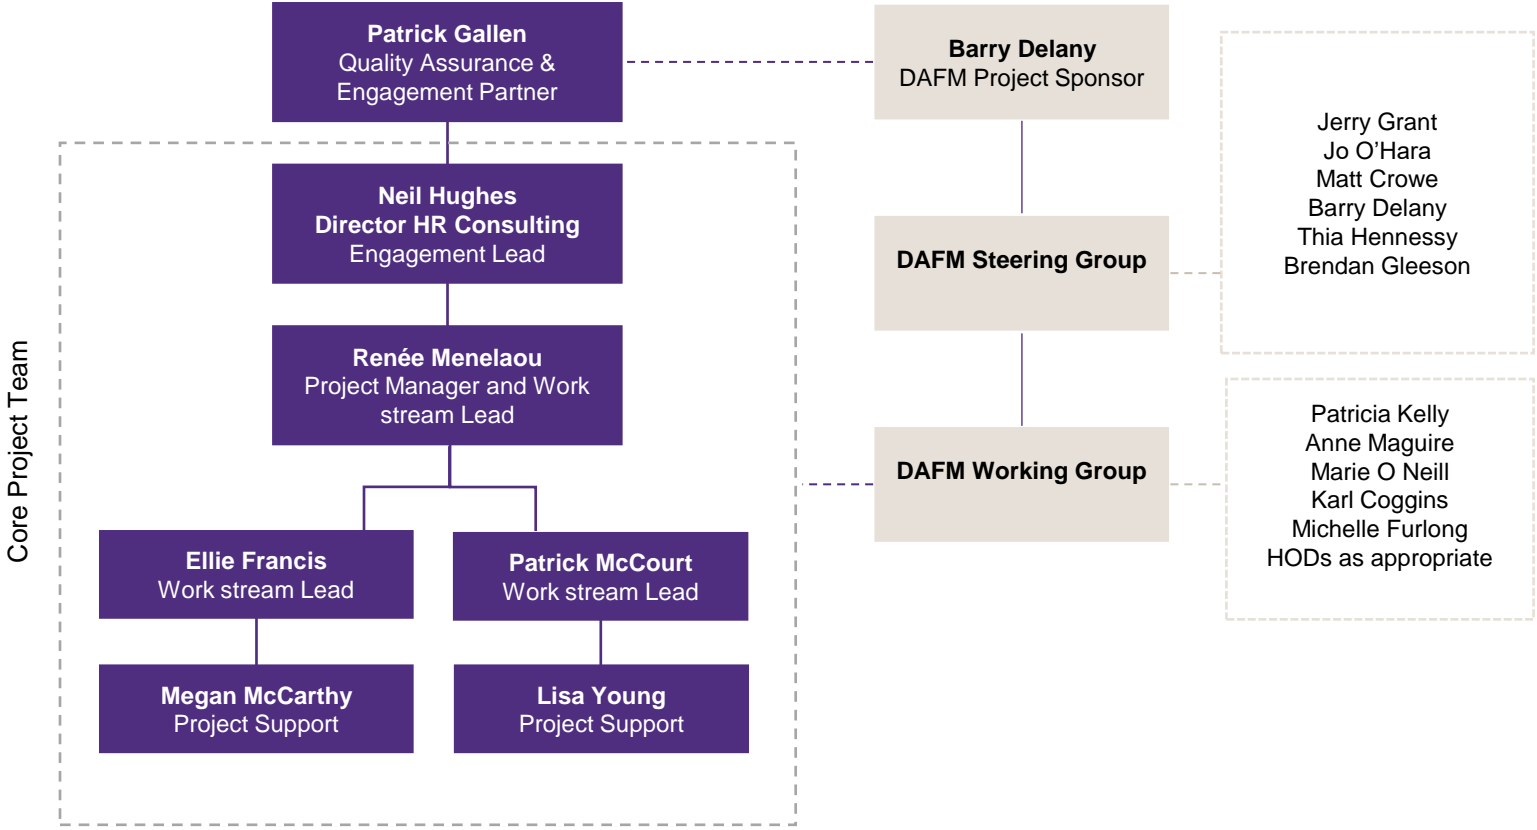 Patrick Gallen
Quality Assurance &
Engagement Partner
Barry Delany
DAFM Project Sponsor
Jerry Grant
Jo O'Hara
Matt Crowe
Barry Delany
Thia Hennessy
Brendan Gleeson
Core Project Team
Neil Hughes
Director HR Consulting
Engagement Lead
DAFM Steering Group
Renée Menelaou
Project Manager and Work
stream Lead
DAFM Working Group
Patricia Kelly
Anne Maguire
Marie O Neill
Karl Coggins
Michelle Furlong
HODs as appropriate
Ellie Francis
Work stream Lead
Patrick McCourt
Work stream Lead
Megan McCarthy
Project Support
Lisa Young
Project Support